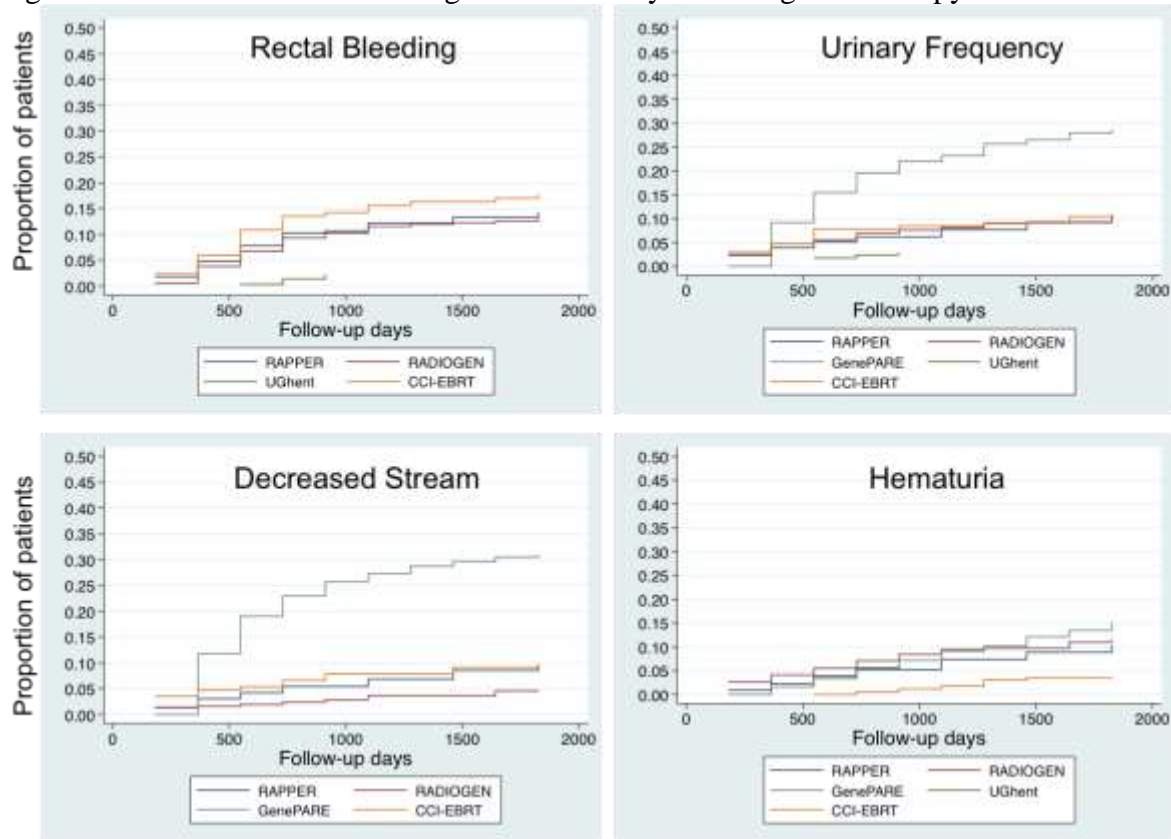 Rectal Bleeding
Proportion of patients
0.50
0.45
0.40
0.35
0.30
0.25
0.20
0.15
0.10
0.05
0.00
0 500 1000 1500 2000
Follow-up days
RAPPER RADIOGEN
UGhent CCI-EBRT
Urinary Frequency
0.50
0.45
0.40
0.35
0.30
0.25
0.20
0.15
0.10
0.05
0.00
0 500 1000 1500 2000
Follow-up days
RAPPER RADIOGEN
GenePARE UGhent
CCI-EBRT
Decreased Stream
Proportion of patients
0.50
0.45
0.40
0.35
0.30
0.25
0.20
0.15
0.10
0.05
0.00
0 500 1000 1500 2000
Follow-up days
RAPPER RADIOGEN
GenePARE CCI-EBRT
Hematuria
0.50
0.45
0.40
0.35
0.30
0.25
0.20
0.15
0.10
0.05
0.00
0 500 1000 1500 2000
Follow-up days
RAPPER RADIOGEN
GenePARE UGhent
CCI-EBRT